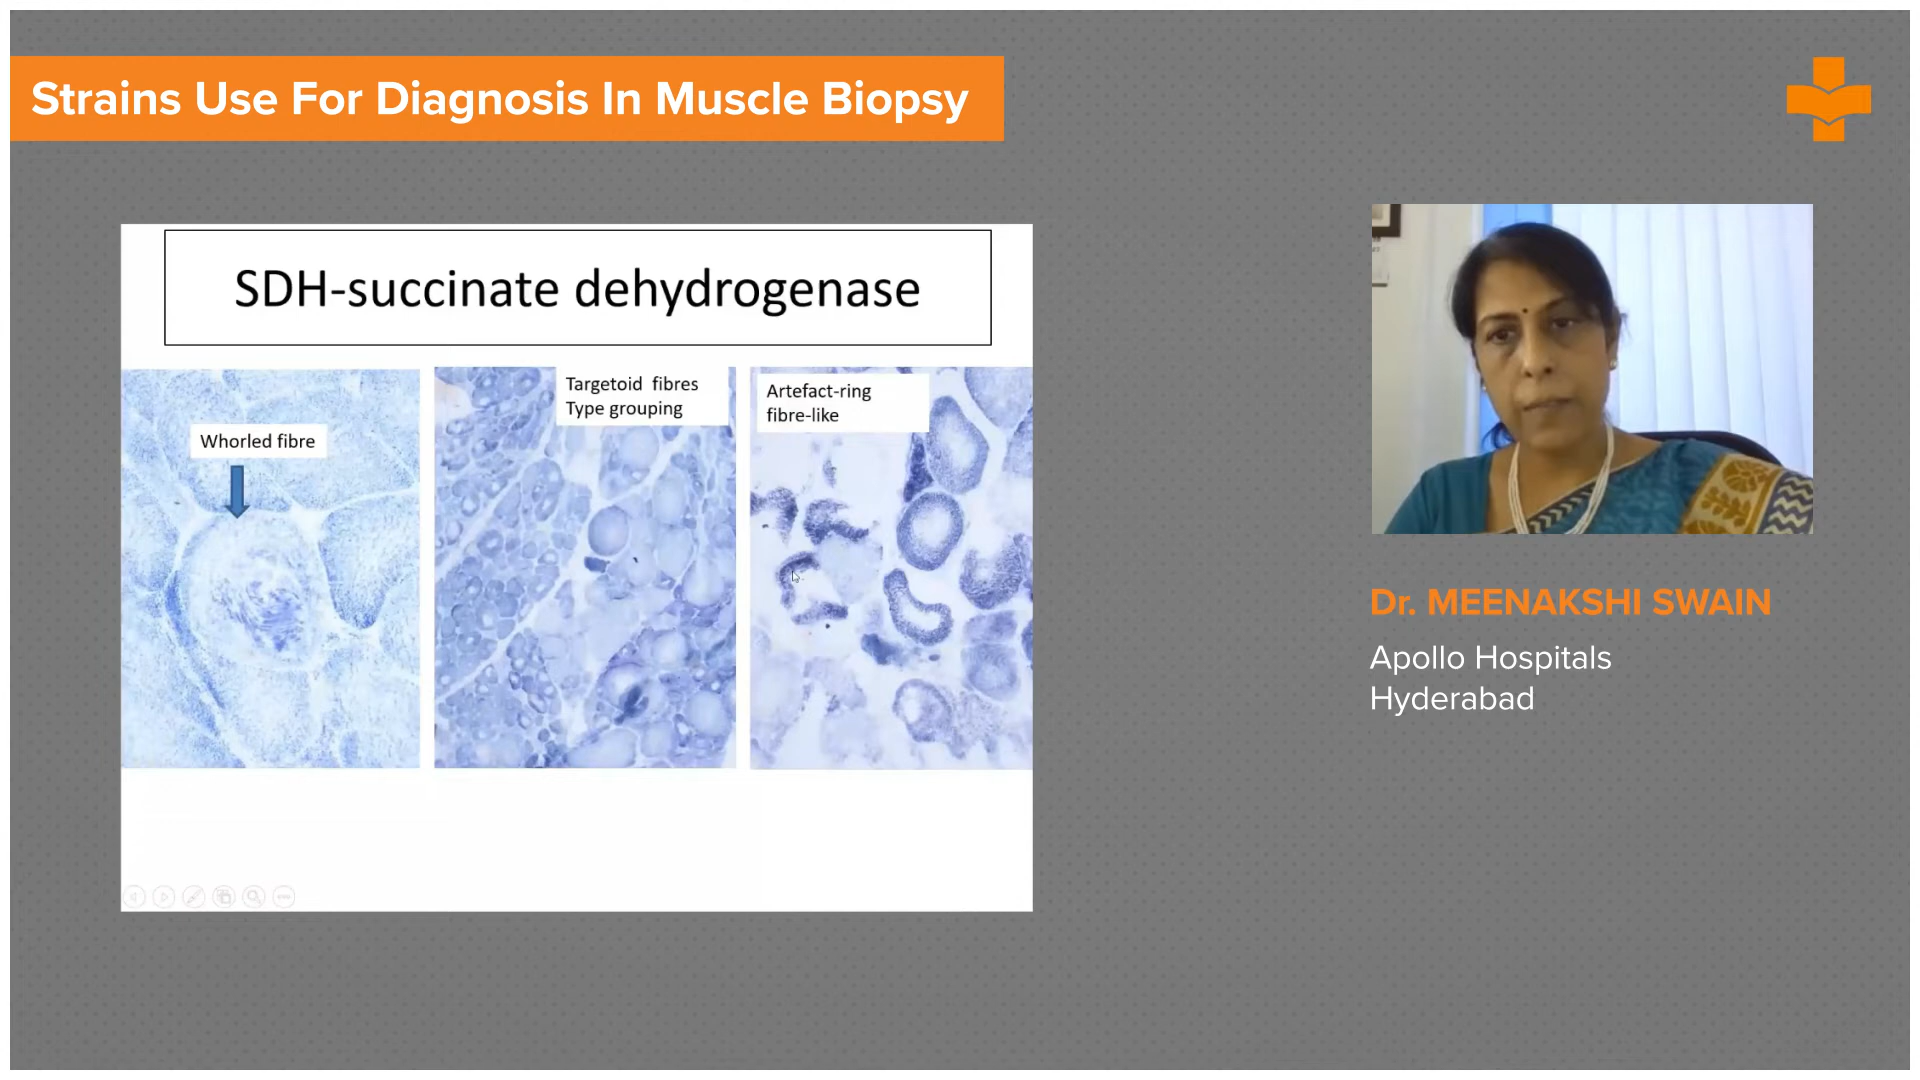 Strains Use For Diagnosis In Muscle Biopsy
SDH-succinate dehydrogenase
Whorled fibre
Targetoid fibres
Type grouping
Artefact-ring
fibre-like
Dr. MEENAKSHI SWAIN
Apollo Hospitals
Hyderabad